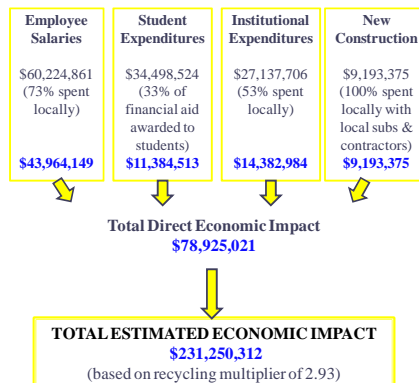 Employee
Salaries
$60,224,861
(73% spent
locally)
$43,964,149
Student
Expenditures
$34,498,524
(33% of
financial aid
awarded to
students)
$11,384,513
Institutional
Expenditures
$27,137,706
(53% spent
locally)
$14,382,984
New
Construction
$9,193,375
(100% spent
locally with
local subs &
contractors)
$9,193,375
Total Direct Economic Impact
$78,925,021
TOTAL ESTIMATED ECONOMIC IMPACT
$231,250,312
(based on recycling multiplier of 2.93)